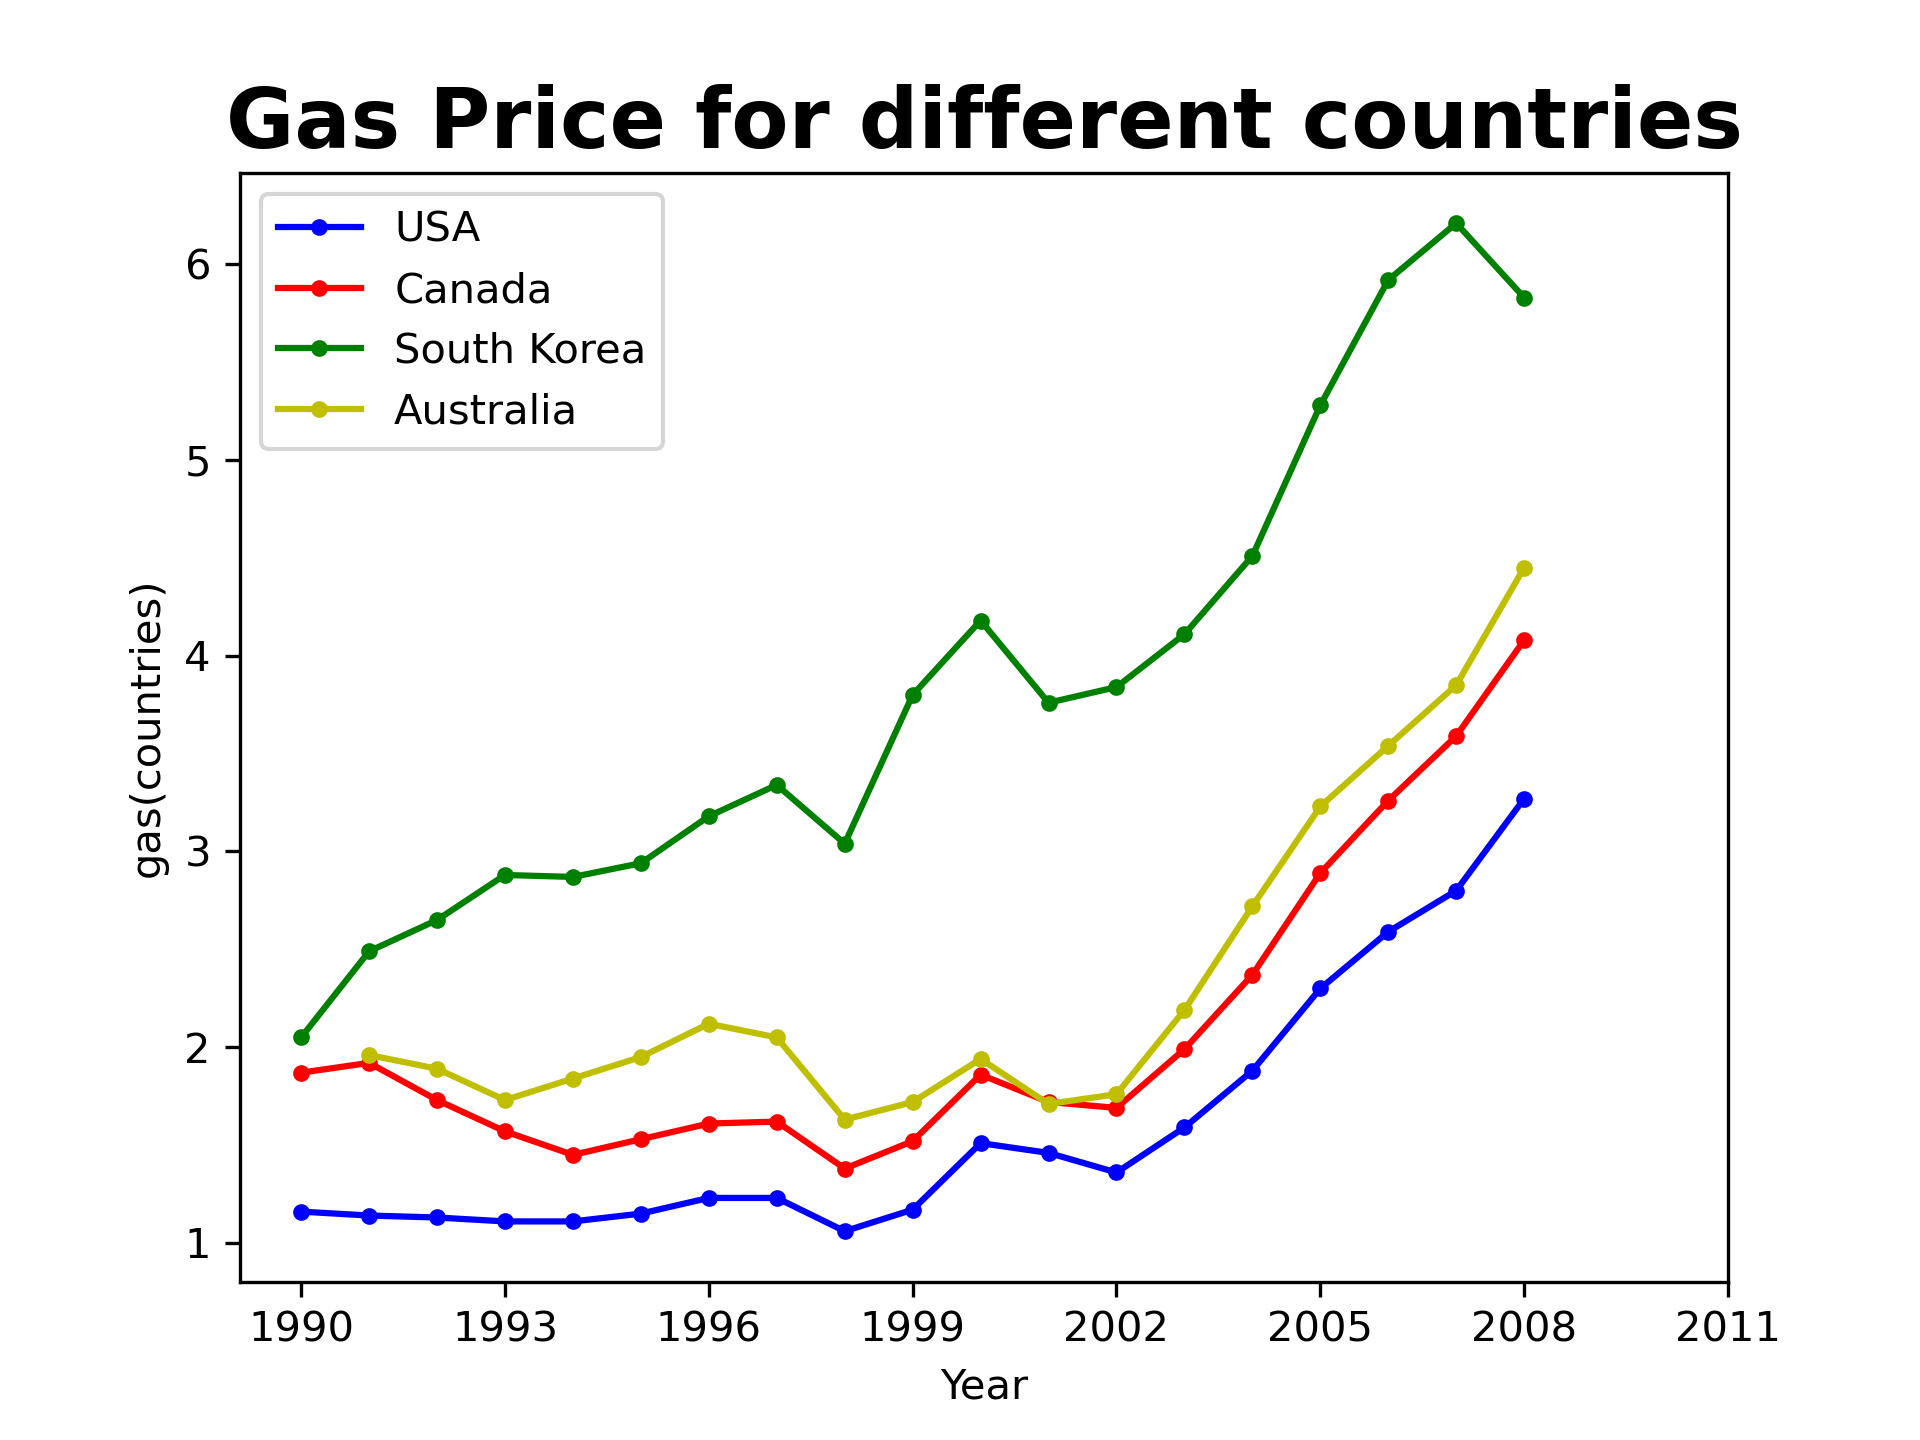 Gas Price for different countries
USA
Canada
South Korea
Australia
6
5
4
3
2
1
gas(countries)
1990 1993 1996 1999 2002 2005 2008 2011
Year